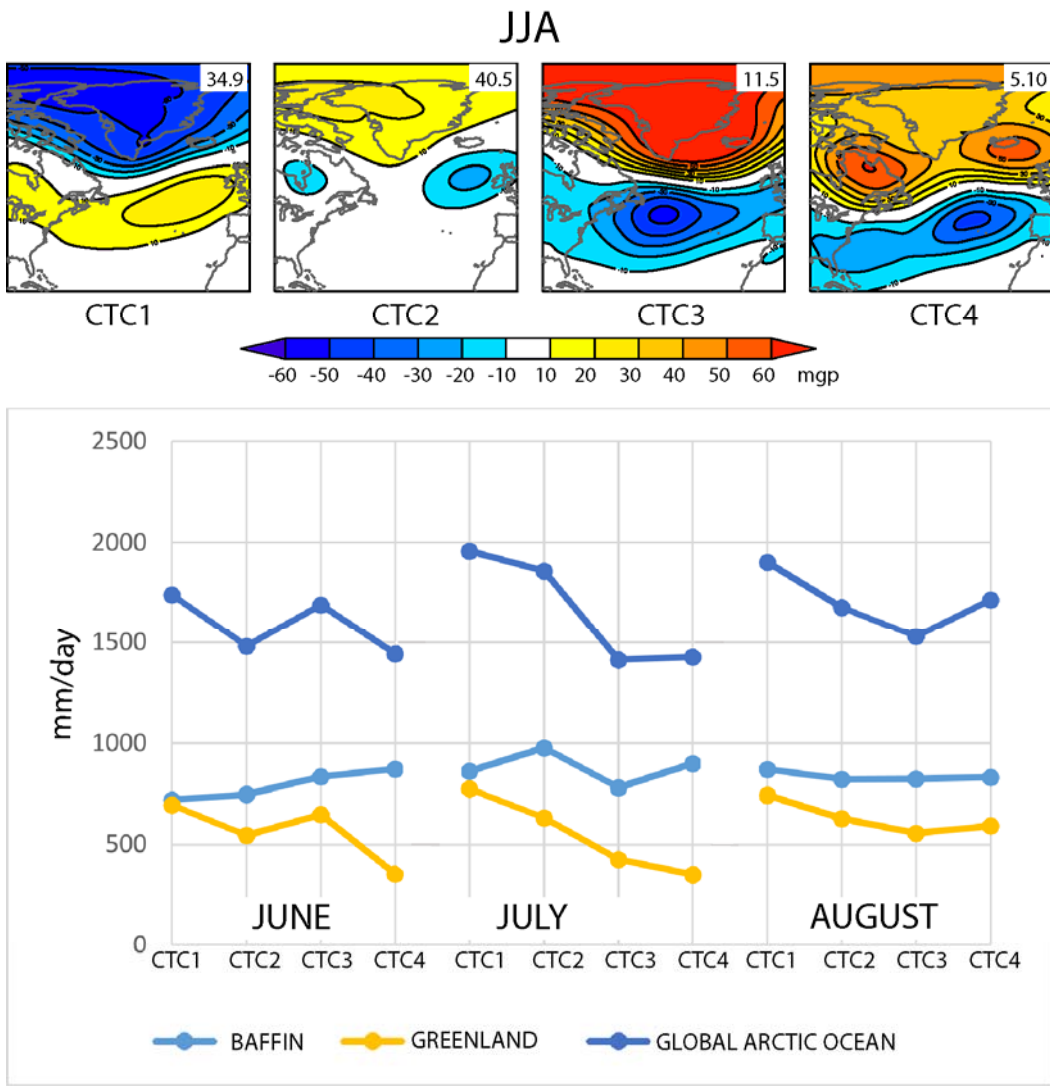 JJA
34.9 40.5 11.5 5.10
CTC1 CTC2 CTC3 CTC4
-60 -50 -40 -30 -20 -10 10 20 30 40 50 60 mgp
2500
2000
1500
1000
500
0
mm/day
JUNE JULY AUGUST
CTC1 CTC2 CTC3 CTC4 CTC1 CTC2 CTC3 CTC4 CTC1 CTC2 CTC3 CTC4
BAFFIN GREENLAND GLOBAL ARCTIC OCEAN